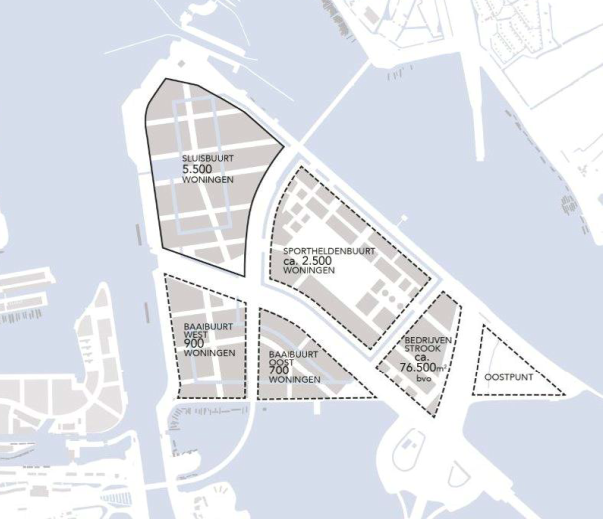 SLUISBUURT
5.500
WONINGEN
SPORTHELDENBUURT
ca. 2.500
WONINGEN
BAAIBUURT
WEST
900
WONINGEN
BAAIBUURT
OOST
700
WONINGEN
BEDRIJVEN
STROOK
ca.
76.500m²
bvo
OOSTPUNT